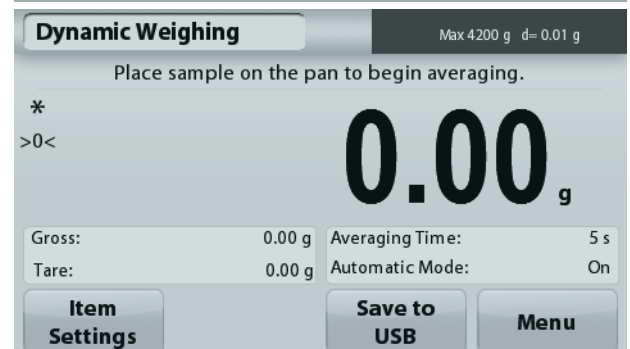 Dynamic Weighing
Max 4200 g d= 0.01 g
Place sample on the pan to begin averaging.
*
>0<
0.00 g
Gross: 0.00 g
Tare: 0.00 g
Averaging Time: 5 s
Automatic Mode: On
Item
Settings
Save to
USB
Menu